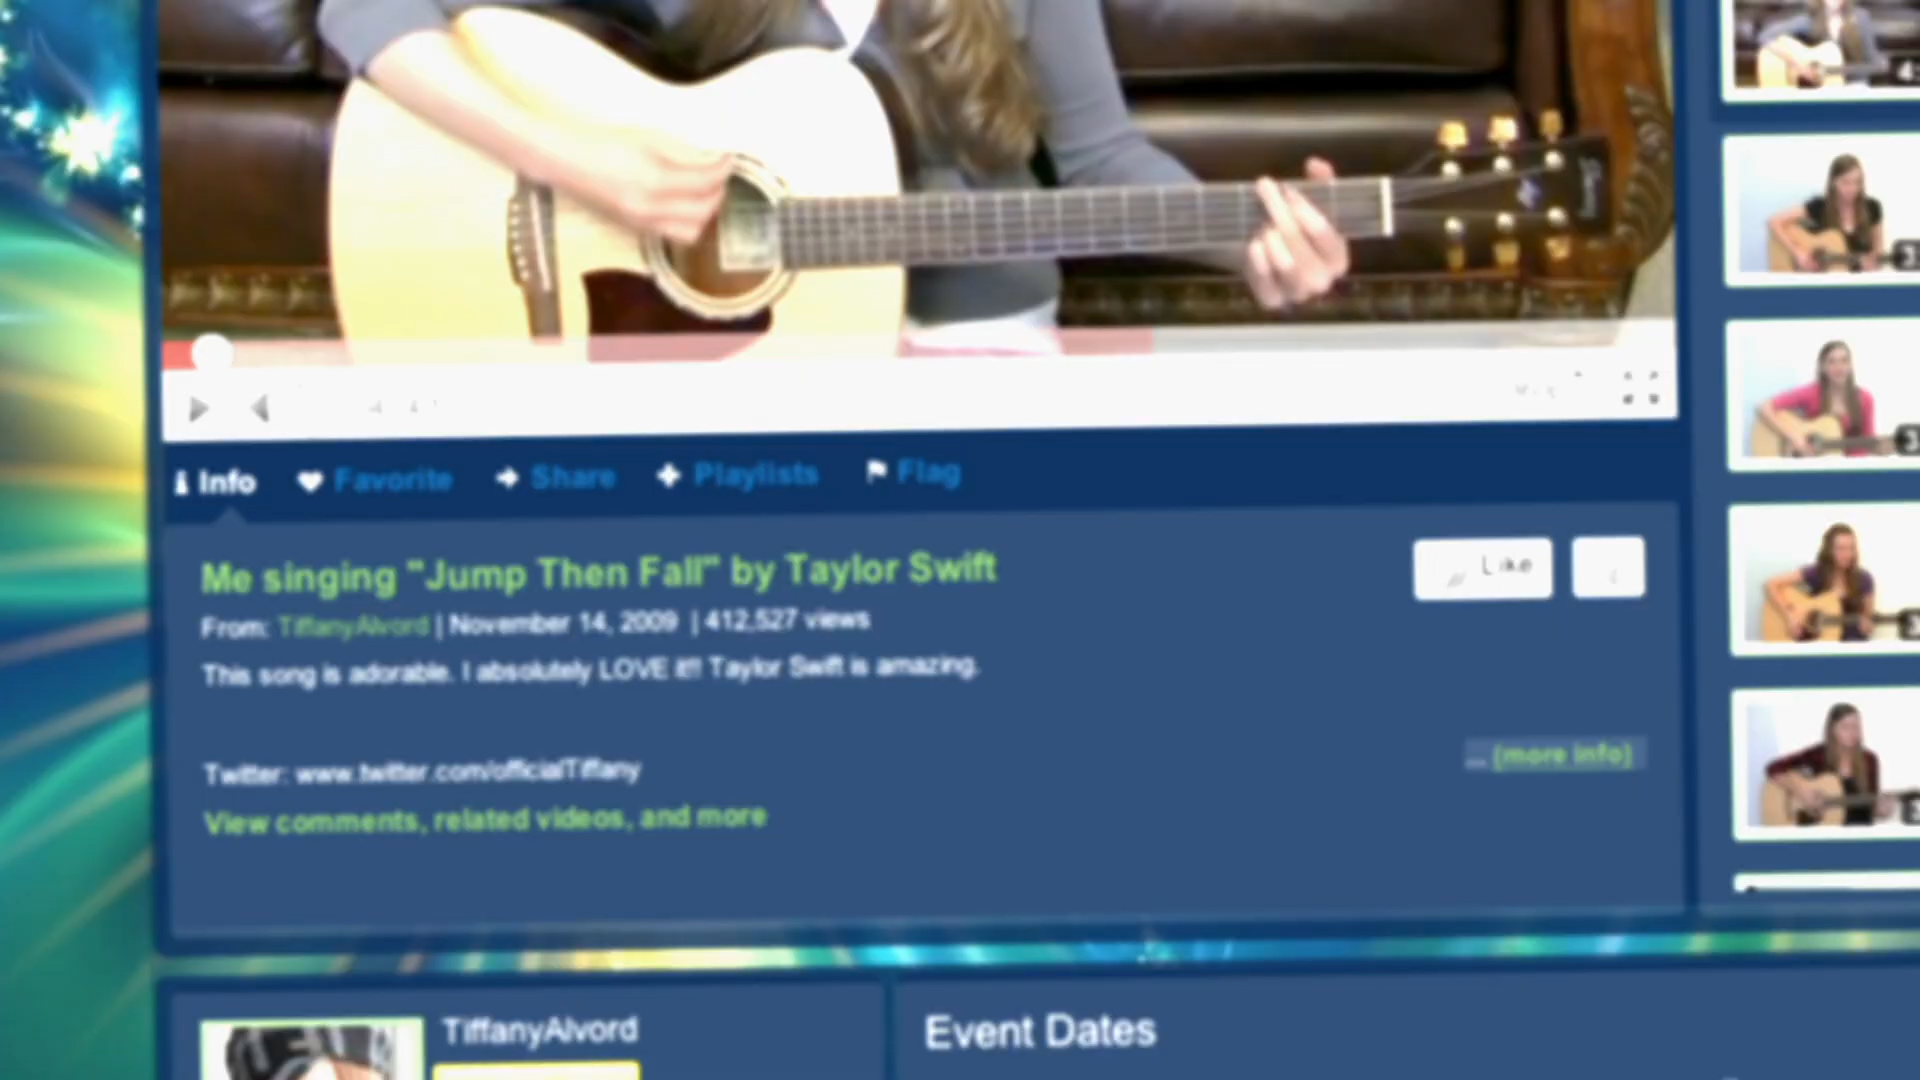 Info Favorite Share Playlists Flag
Me singing "Jump Then Fall" by Taylor Swift
Like
From: TiffanyAlvord | November 14, 2009 | 412,527 views
This song is adorable. I absolutely LOVE it!! Taylor Swift is amazing.
... (more info)
Twitter: www.twitter.com/officialTiffany
View comments, related videos, and more
TiffanyAlvord
Event Dates